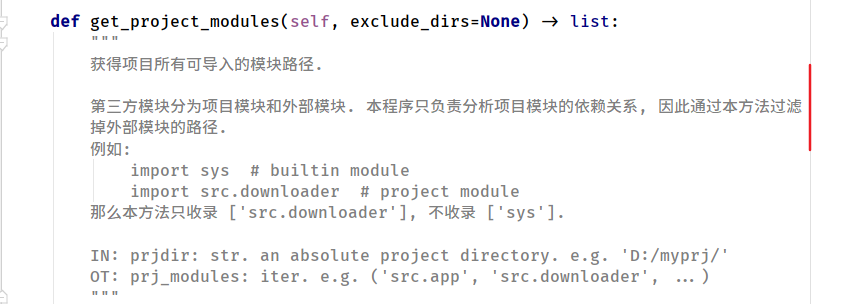 def get_project_modules(self, exclude_dirs=None) -> list:
"""
获得项目所有可导入的模块路径.
第三方模块分为项目模块和外部模块. 本程序只负责分析项目模块的依赖关系, 因此通过本方法过滤
掉外部模块的路径.
例如:
import sys  # builtin module
import src.downloader  # project module
那么本方法只收录 ['src.downloader'], 不收录 ['sys'].
IN: prjdir: str. an absolute project directory. e.g. 'D:/myprj/'
OT: prj_modules: iter. e.g. ('src.app', 'src.downloader', ...)
"""